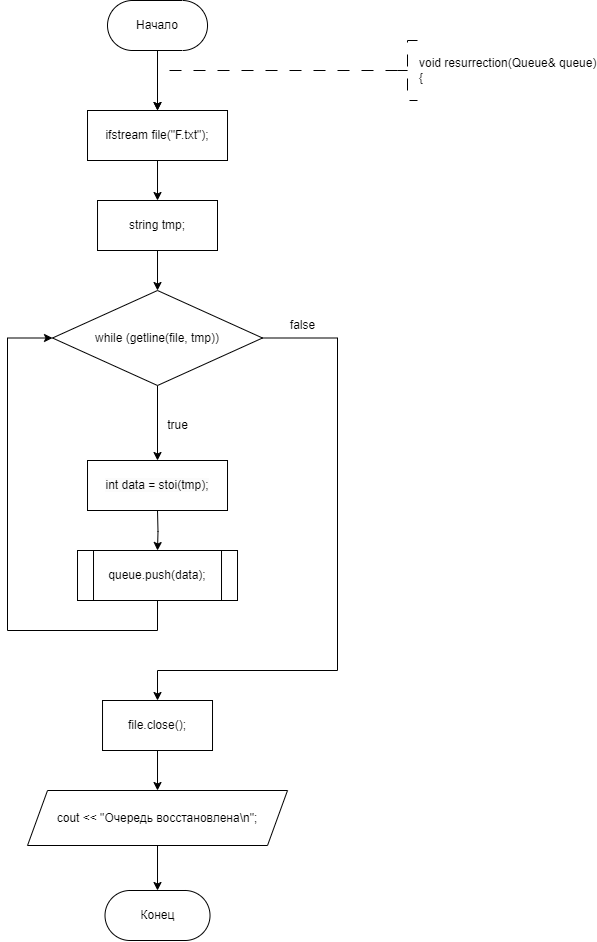 Начало
void resurrection(Queue& queue)
{
ifstream file("F.txt");
string tmp;
while (getline(file, tmp))
false
true
int data = stoi(tmp);
queue.push(data);
file.close();
cout << "Очередь восстановлена\n";
Конец